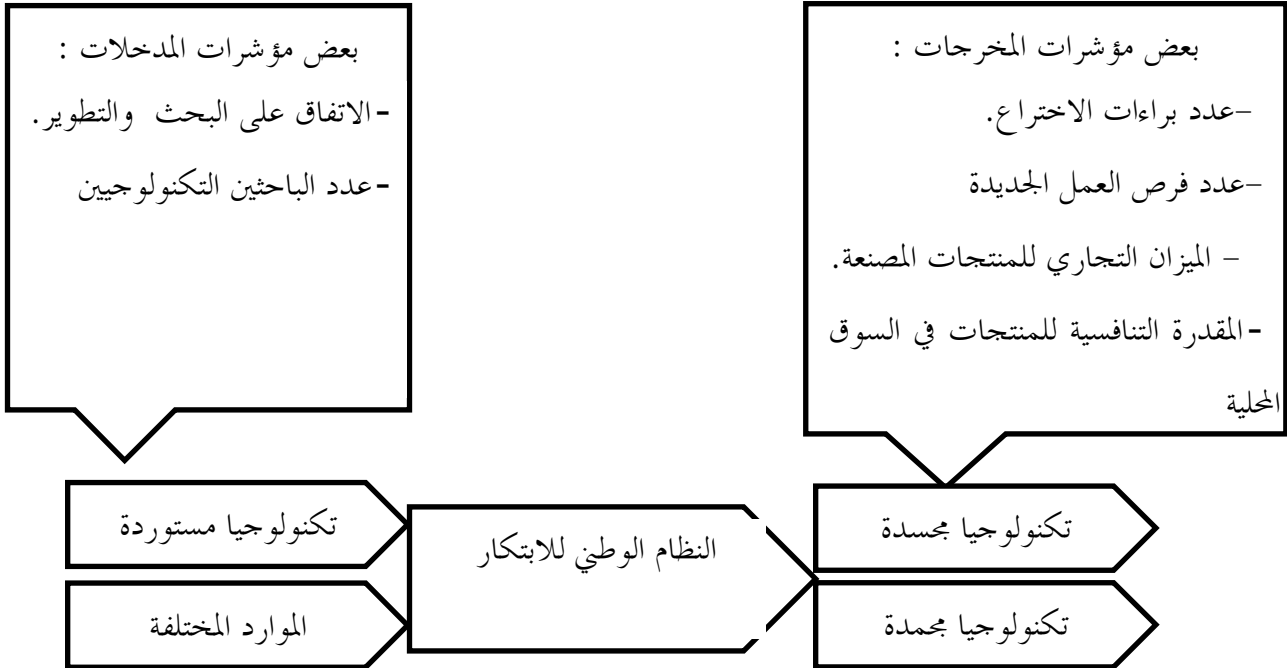 بعض مؤشرات المدخلات :
-الاتفاق على البحث والتطوير.
-عدد الباحثين التكنولوجيين
بعض مؤشرات المخرجات :
–عدد براءات الاختراع.
–عدد فرص العمل الجديدة
– الميزان التجاري للمنتجات المصنعة.
-المقدرة التنافسية للمنتجات في السوق
المحلية
تكنولوجيا مستوردة
الموارد المختلفة
النظام الوطني للابتكار
تكنولوجيا مجسدة
تكنولوجيا مجمدة